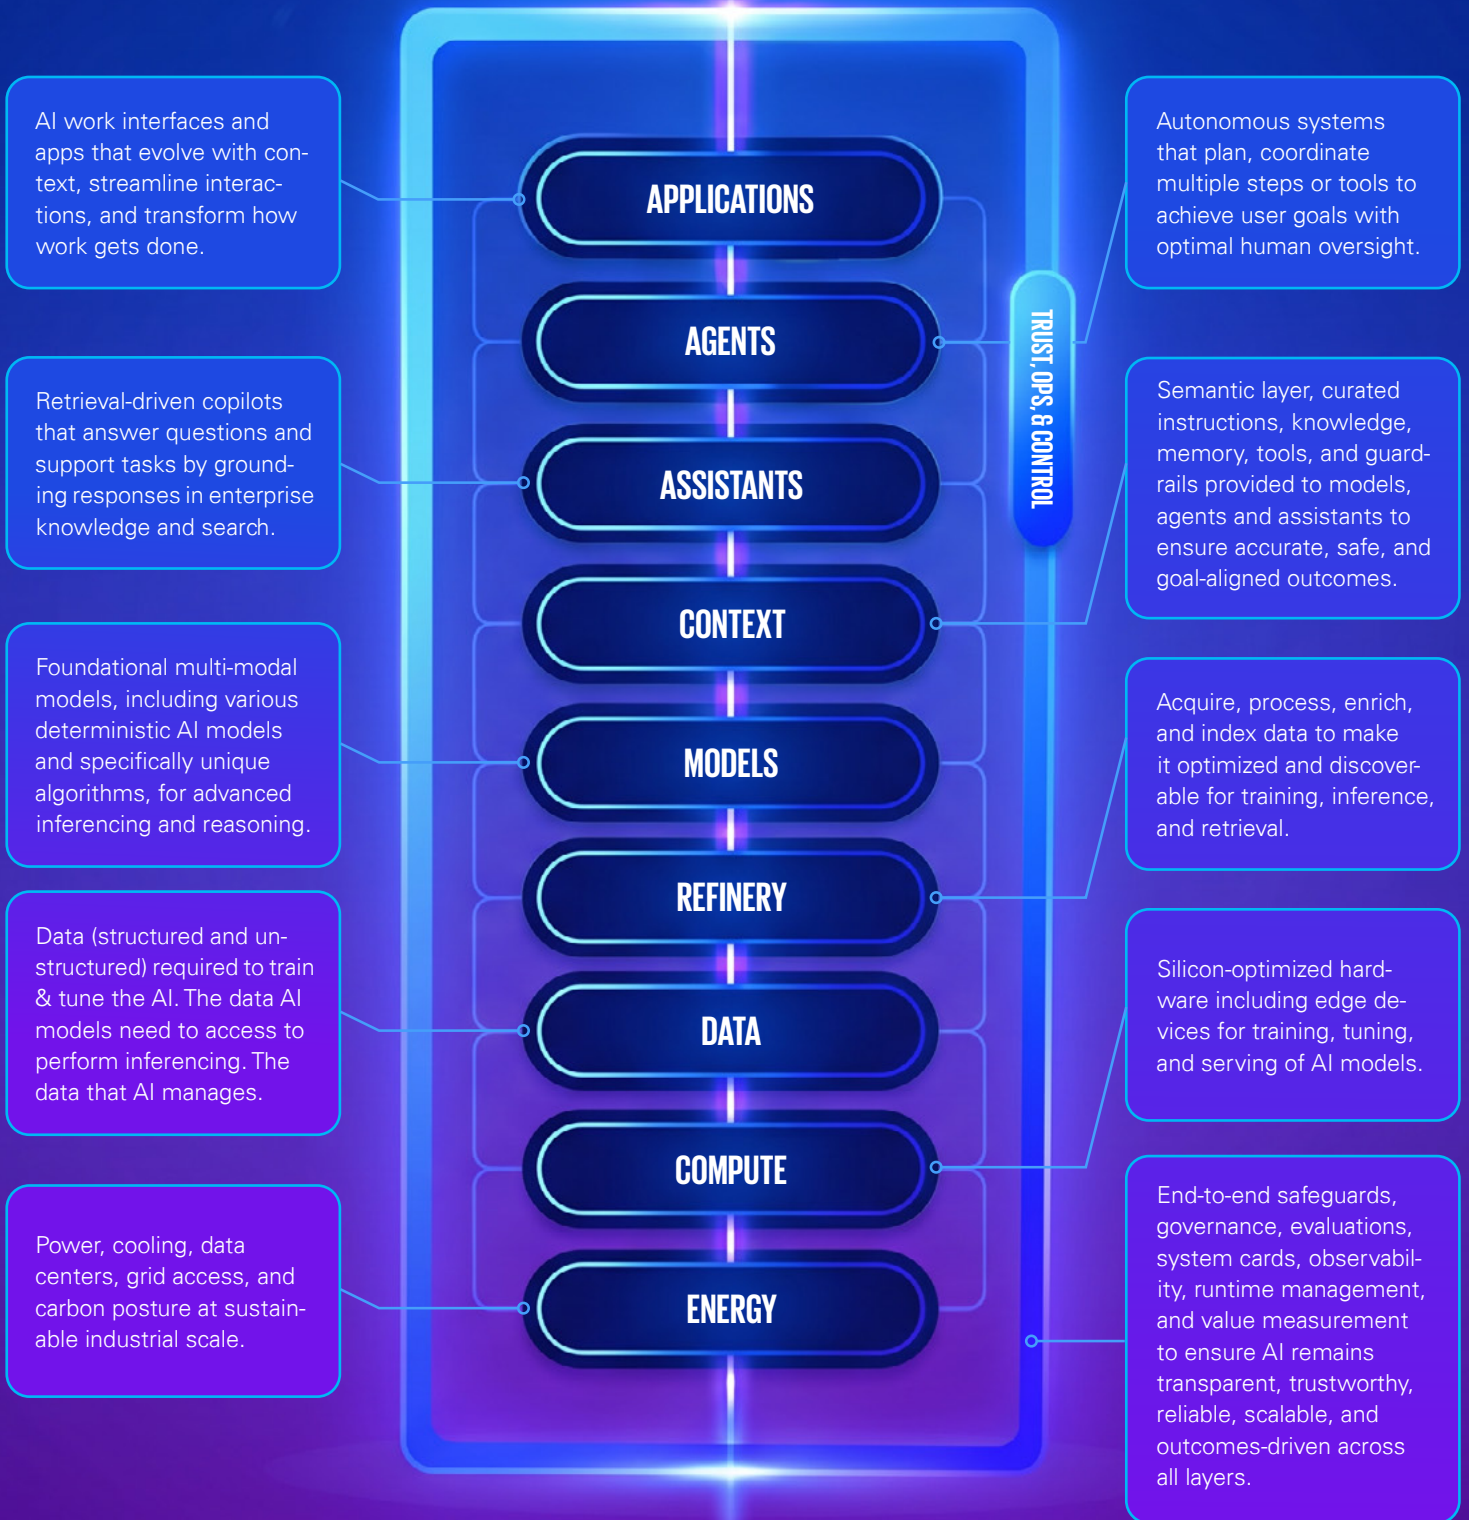 AI work interfaces and
apps that evolve with con-
text, streamline interac-
tions, and transform how
work gets done.
APPLICATIONS
Autonomous systems
that plan, coordinate
multiple steps or tools to
achieve user goals with
optimal human oversight.
AGENTS
TRUST, OPS, & CONTROL
Retrieval-driven copilots
that answer questions and
support tasks by ground-
ing responses in enterprise
knowledge and search.
ASSISTANTS
Semantic layer, curated
instructions, knowledge,
memory, tools, and guard-
rails provided to models,
agents and assistants to
ensure accurate, safe, and
goal-aligned outcomes.
CONTEXT
Foundational multi-modal
models, including various
deterministic AI models
and specifically unique
algorithms, for advanced
inferencing and reasoning.
MODELS
Acquire, process, enrich,
and index data to make
it optimized and discover-
able for training, inference,
and retrieval.
REFINERY
Data (structured and un-
structured) required to train
& tune the AI. The data AI
models need to access to
perform inferencing. The
data that AI manages.
DATA
Silicon-optimized hard-
ware including edge de-
vices for training, tuning,
and serving of AI models.
COMPUTE
Power, cooling, data
centers, grid access, and
carbon posture at sustain-
able industrial scale.
ENERGY
End-to-end safeguards,
governance, evaluations,
system cards, observabil-
ity, runtime management,
and value measurement
to ensure AI remains
transparent, trustworthy,
reliable, scalable, and
outcomes-driven across
all layers.